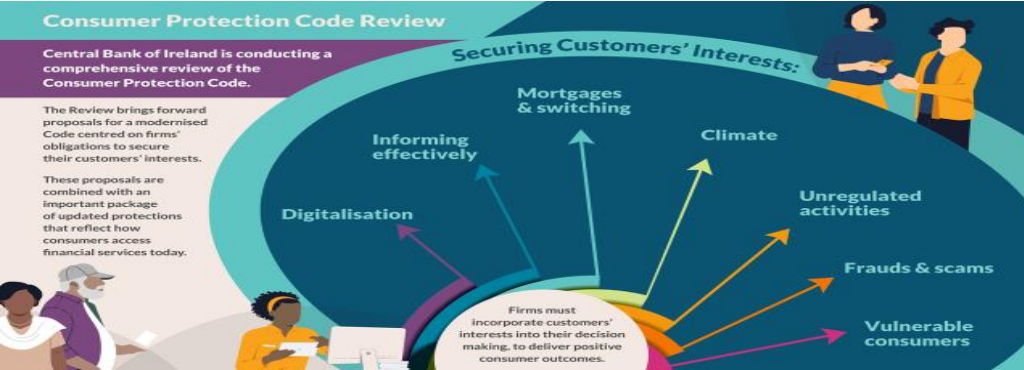 Consumer Protection Code Review
Central Bank of Ireland is conducting a
comprehensive review of the
Consumer Protection Code.
The Review brings forward
proposals for a modernised
Code centred on firms'
obligations to secure
their customers' interests.
These proposals are
combined with an
important package
of updated protections
that reflect how
consumers access
financial services today.
Securing Customers' Interests:
Digitalisation
Informing
effectively
Mortgages
& switching
Climate
Unregulated
activities
Frauds & scams
Vulnerable
consumers
Firms must
incorporate customers'
interests into their decision
making, to deliver positive
consumer outcomes.